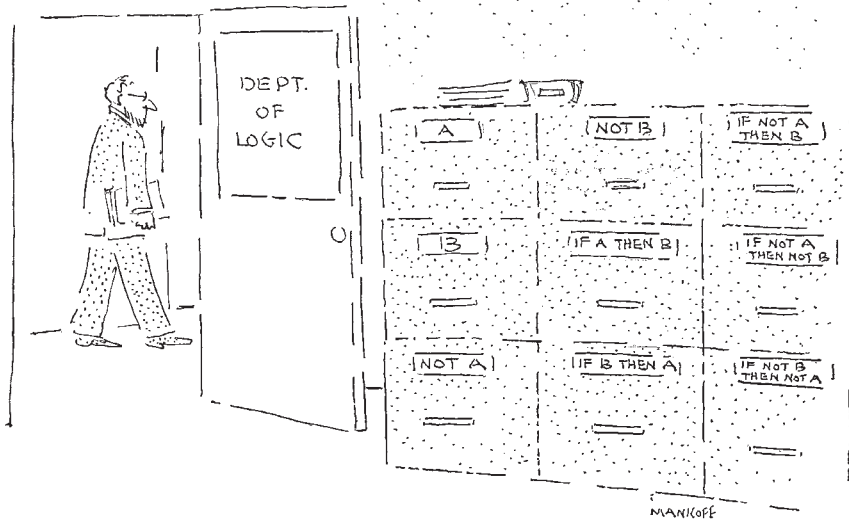 DEPT.
OF
LOGIC
A
NOT B
IF NOT A
THEN B
B
IF A THEN B
IF NOT A
THEN NOT B
NOT A
IF B THEN A
IF NOT B
THEN NOT A
MANKOFF